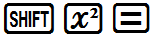 SHIFT x² =